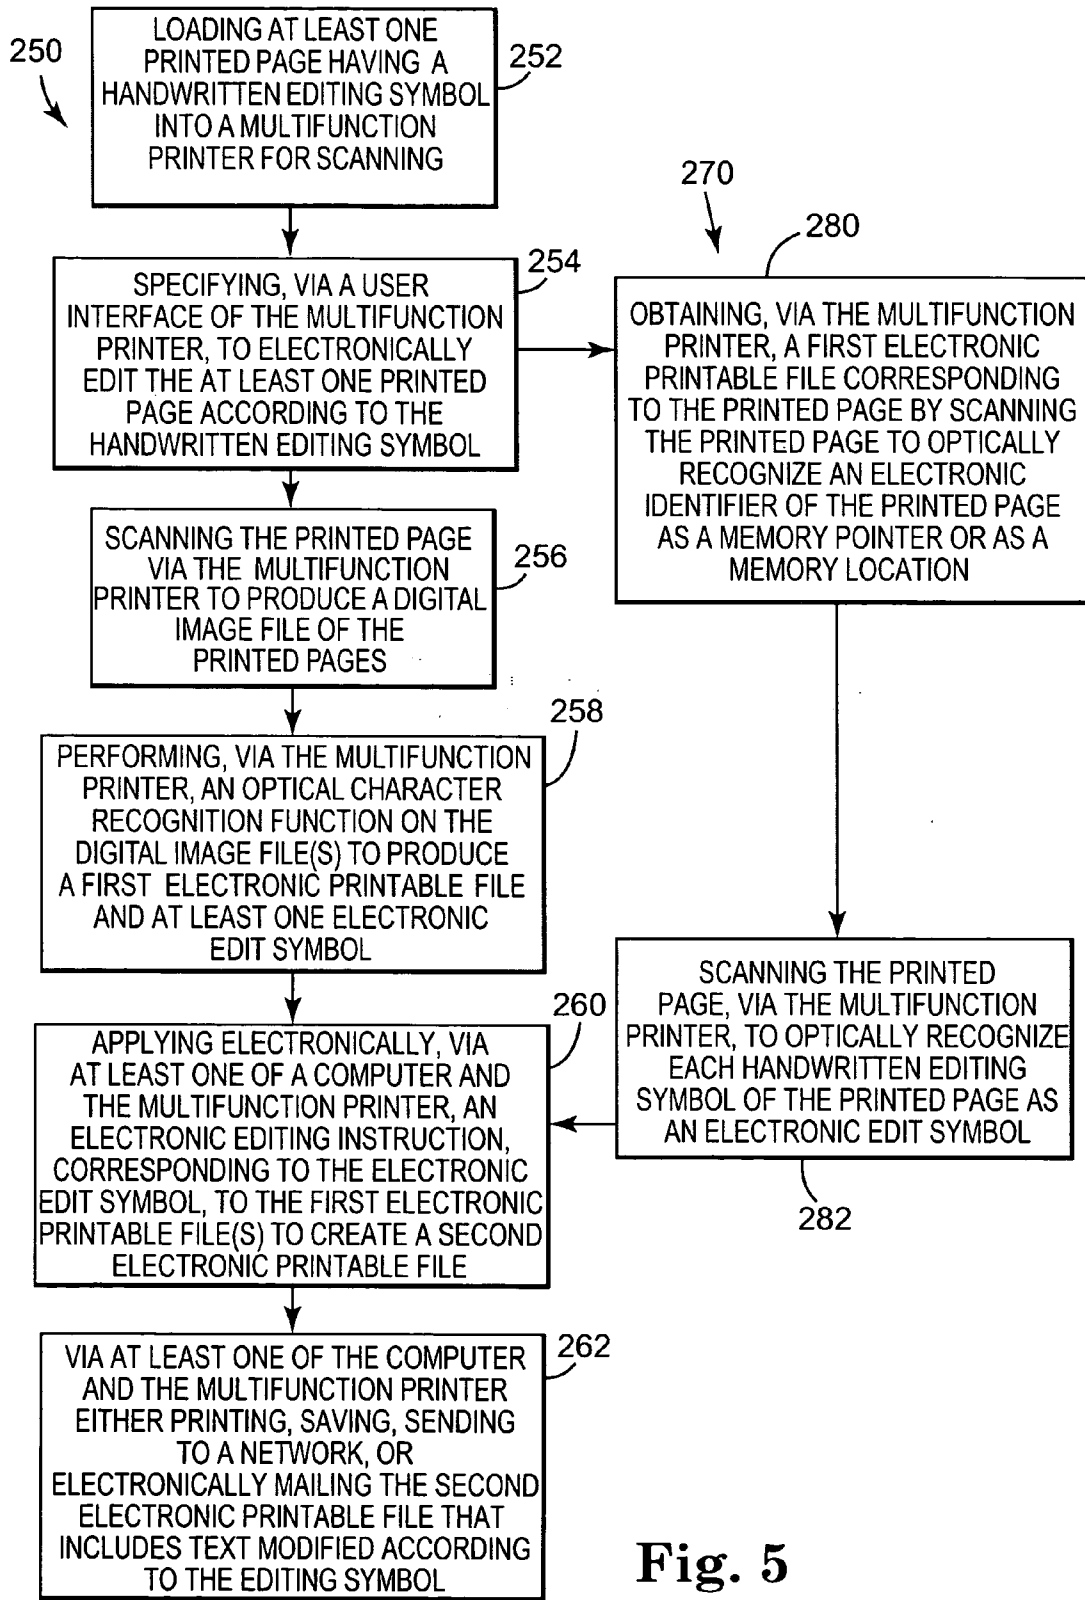 250
LOADING AT LEAST ONE
PRINTED PAGE HAVING A
HANDWRITTEN EDITING SYMBOL
INTO A MULTIFUNCTION
PRINTER FOR SCANNING
252
SPECIFYING, VIA A USER
INTERFACE OF THE MULTIFUNCTION
PRINTER, TO ELECTRONICALLY
EDIT THE AT LEAST ONE PRINTED
PAGE ACCORDING TO THE
HANDWRITTEN EDITING SYMBOL
254
SCANNING THE PRINTED PAGE
VIA THE MULTIFUNCTION
PRINTER TO PRODUCE A DIGITAL
IMAGE FILE OF THE
PRINTED PAGES
256
PERFORMING, VIA THE MULTIFUNCTION
PRINTER, AN OPTICAL CHARACTER
RECOGNITION FUNCTION ON THE
DIGITAL IMAGE FILE(S) TO PRODUCE
A FIRST ELECTRONIC PRINTABLE FILE
AND AT LEAST ONE ELECTRONIC
EDIT SYMBOL
258
270
280
OBTAINING, VIA THE MULTIFUNCTION
PRINTER, A FIRST ELECTRONIC
PRINTABLE FILE CORRESPONDING
TO THE PRINTED PAGE BY SCANNING
THE PRINTED PAGE TO OPTICALLY
RECOGNIZE AN ELECTRONIC
IDENTIFIER OF THE PRINTED PAGE
AS A MEMORY POINTER OR AS A
MEMORY LOCATION
SCANNING THE PRINTED
PAGE, VIA THE MULTIFUNCTION
PRINTER, TO OPTICALLY RECOGNIZE
EACH HANDWRITTEN EDITING
SYMBOL OF THE PRINTED PAGE AS
AN ELECTRONIC EDIT SYMBOL
282
APPLYING ELECTRONICALLY, VIA
AT LEAST ONE OF A COMPUTER AND
THE MULTIFUNCTION PRINTER, AN
ELECTRONIC EDITING INSTRUCTION,
CORRESPONDING TO THE ELECTRONIC
EDIT SYMBOL, TO THE FIRST ELECTRONIC
PRINTABLE FILE(S) TO CREATE A SECOND
ELECTRONIC PRINTABLE FILE
260
VIA AT LEAST ONE OF THE COMPUTER
AND THE MULTIFUNCTION PRINTER
EITHER PRINTING, SAVING, SENDING
TO A NETWORK, OR
ELECTRONICALLY MAILING THE SECOND
ELECTRONIC PRINTABLE FILE THAT
INCLUDES TEXT MODIFIED ACCORDING
TO THE EDITING SYMBOL
262
Fig. 5